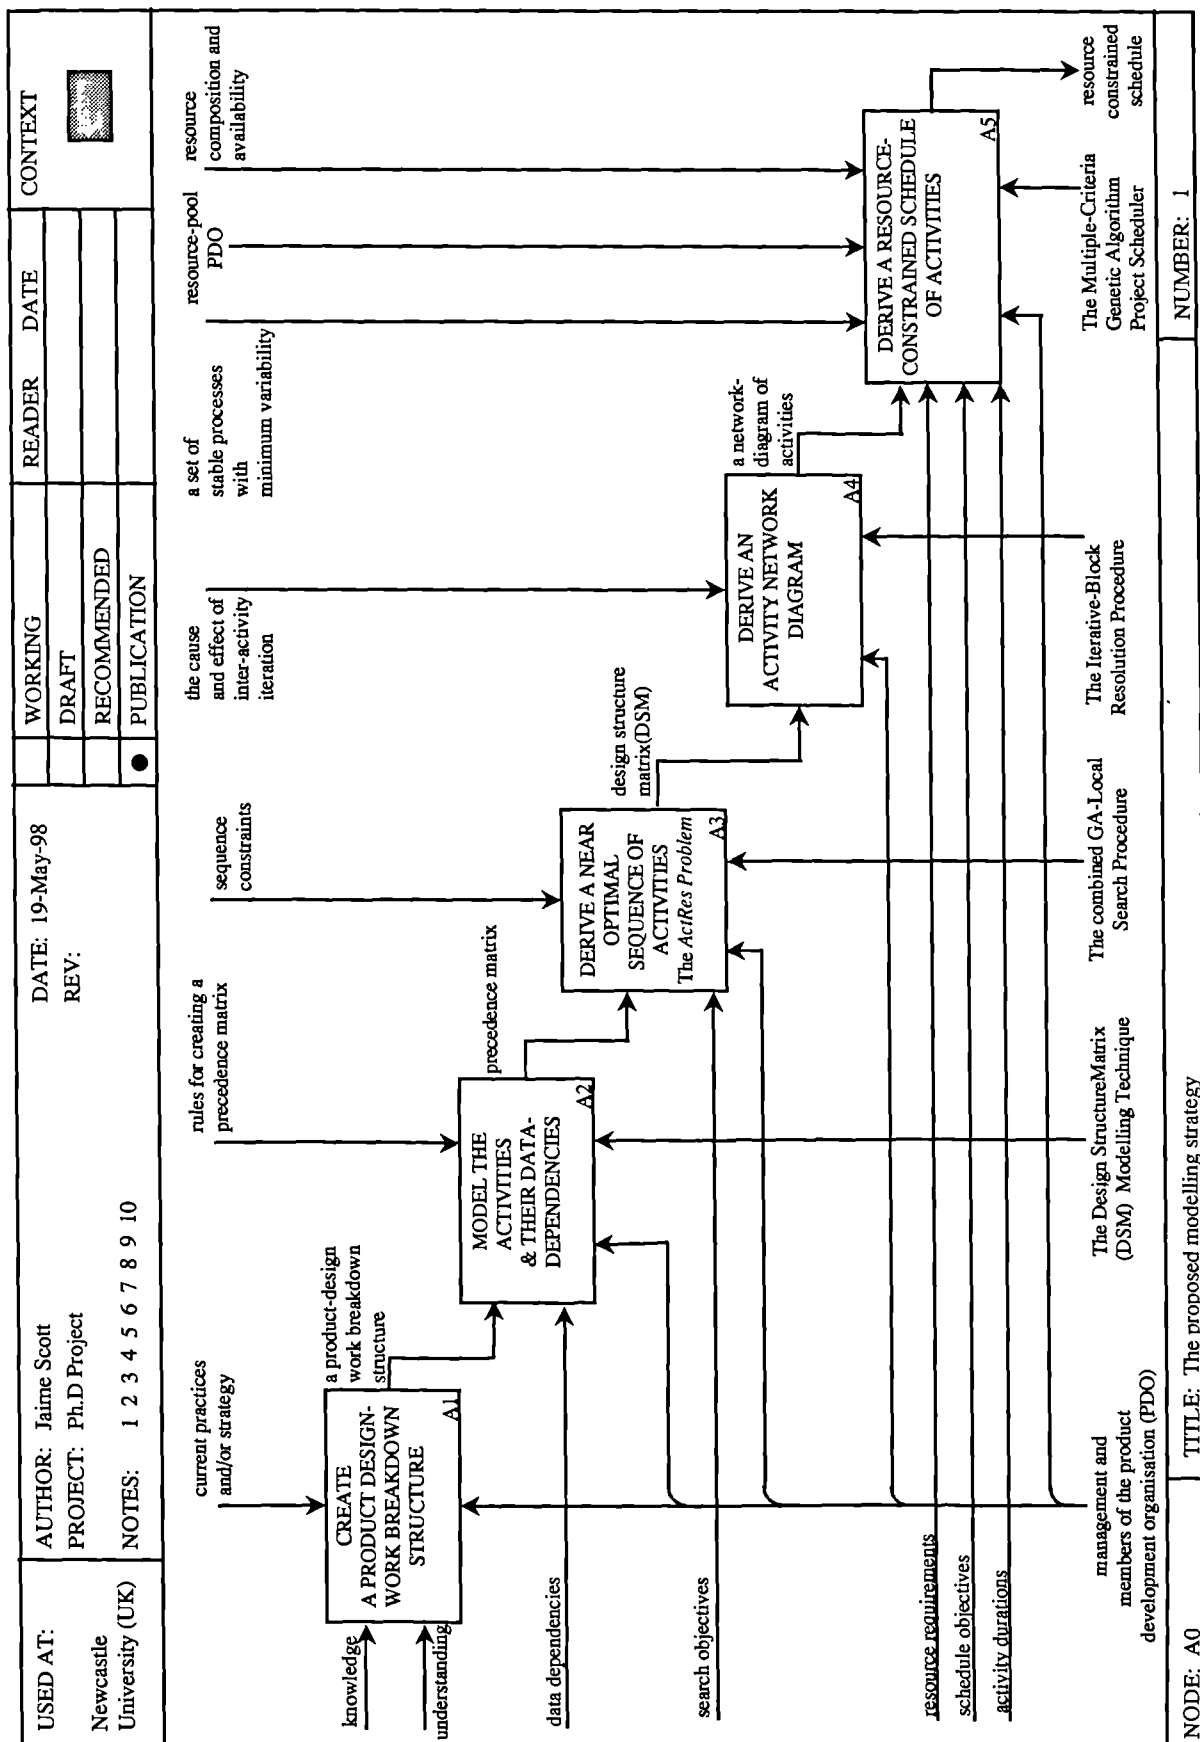 USED AT:
Newcastle
University (UK)
AUTHOR: Jaime Scott
PROJECT: Ph.D Project
NOTES: 1 2 3 4 5 6 7 8 9 10
DATE: 19-May-98
REV:
WORKING
DRAFT
RECOMMENDED
PUBLICATION
READER DATE
CONTEXT
current practices
and/or strategy
rules for creating a
precedence matrix
sequence
constraints
the cause
and effect of
inter-activity
iteration
a set of
stable processes
with
minimum variability
resource-pool
PDO
resource
composition and
availability
knowledge
understanding
CREATE
A PRODUCT DESIGN-
WORK BREAKDOWN
STRUCTURE
A1
a product-design
work breakdown
structure
data dependencies
MODEL THE
ACTIVITIES
& THEIR DATA-
DEPENDENCIES
A2
precedence matrix
search objectives
DERIVE A NEAR
OPTIMAL
SEQUENCE OF
ACTIVITIES
The ActRes Problem
A3
design structure
matrix(DSM)
DERIVE AN
ACTIVITY NETWORK
DIAGRAM
A4
a network-
diagram of
activities
resource requirements
schedule objectives
activity durations
DERIVE A RESOURCE-
CONSTRAINED SCHEDULE
OF ACTIVITIES
A5
resource
constrained
schedule
management and
members of the product
development organisation (PDO)
The Design StructureMatrix
(DSM) Modelling Technique
The combined GA-Local
Search Procedure
The Iterative-Block
Resolution Procedure
The Multiple-Criteria
Genetic Algorithm
Project Scheduler
NODE: A0
TITLE: The proposed modelling strategy
NUMBER: 1